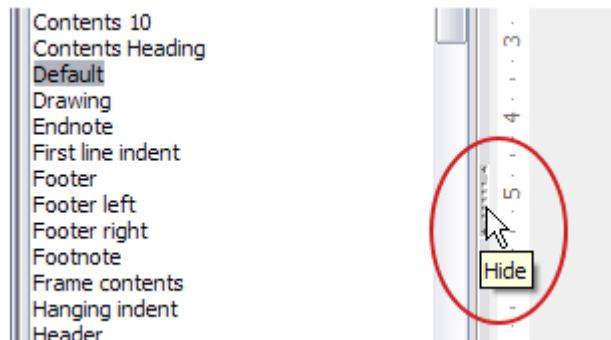 Contents 10
Contents Heading
Default
Drawing
Endnote
First line indent
Footer
Footer left
Footer right
Footnote
Frame contents
Hanging indent
Header
3
4
5
Hide